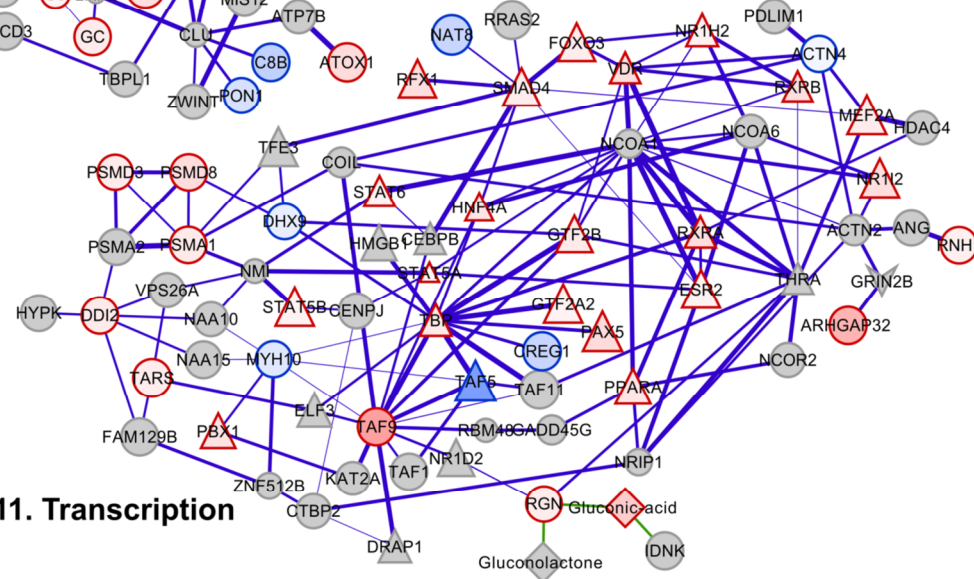 MIS12
ATP7B
CD3
GC
CLU
C8B
ATOX1
TBPL1
ZWINT
PON1
NAT8
RRAS2
FOXO3
NR1H2
PDLIM1
ACTN4
RFX1
SMAD4
VDR
RXRB
MEF2A
HDAC4
TFE3
COIL
NCOA1
NCOA6
PSMD3
PSMD8
STAT6
HNF4A
NR1I2
DHX9
PSMA2
PSMA1
HMGB1
CEBPB
GTF2B
RXRA
ACTN2
ANG
RNH
NMI
STAT5A
ESR2
THRA
GRIN2B
VPS26A
HYPK
DDI2
NAA10
STAT5B
CENPJ
TBP
GTF2A2
PAX5
ARHGAP32
NAA15
MYH10
CREG1
NCOR2
TARS
TAF5
TAF11
PPARA
ELF3
FAM129B
PBX1
TAF9
RBM48
GADD45G
NR1D2
NRIP1
ZNF512B
KAT2A
TAF1
11. Transcription
CTBP2
RGN
Gluconic-acid
DRAP1
Gluconolactone
IDNK